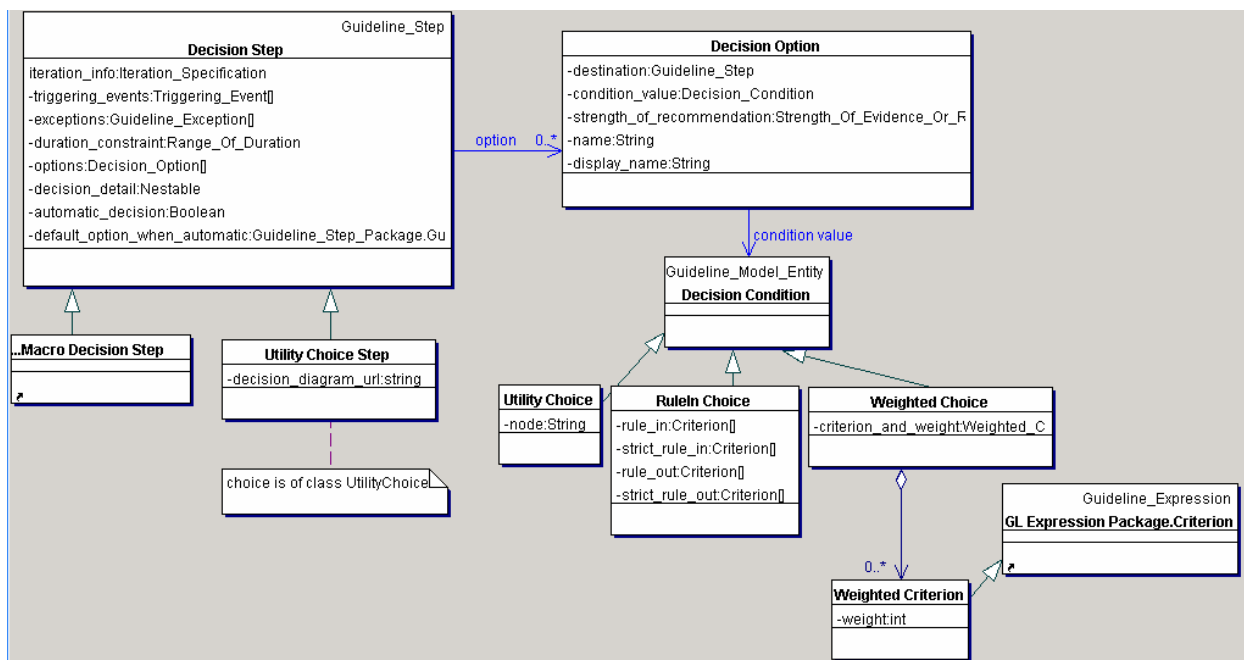 Guideline_Step
Decision Step
iteration_info:Iteration_Specification
-triggering_events:Triggering_Event[]
-exceptions:Guideline_Exception[]
-duration_constraint:Range_Of_Duration
-options:Decision_Option[]
-decision_detail:Nestable
-automatic_decision:Boolean
-default_option_when_automatic:Guideline_Step_Package.Gu
option 0..*
Decision Option
-destination:Guideline_Step
-condition_value:Decision_Condition
-strength_of_recommendation:Strength_Of_Evidence_Or_R
-name:String
-display_name:String
condition value
Guideline_Model_Entity
Decision Condition
...Macro Decision Step
Utility Choice Step
-decision_diagram_url:string
choice is of class UtilityChoice
Utility Choice
-node:String
RuleIn Choice
-rule_in:Criterion[]
-strict_rule_in:Criterion[]
-rule_out:Criterion[]
-strict_rule_out:Criterion[]
Weighted Choice
-criterion_and_weight:Weighted_C
Guideline_Expression
GL Expression Package.Criterion
0..*
Weighted Criterion
-weight:int